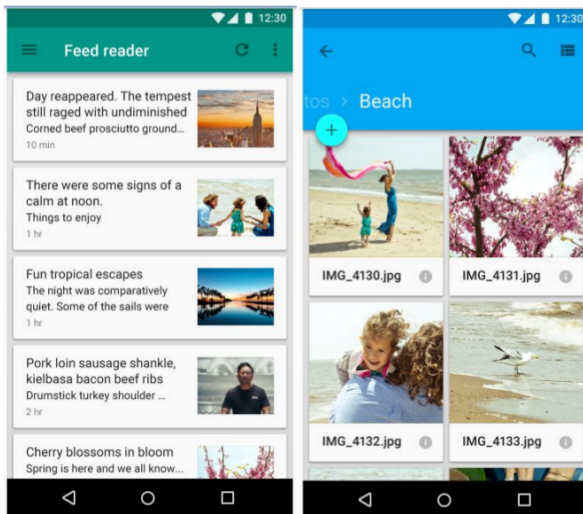 12:30
Feed reader
Day reappeared. The tempest
still raged with undiminished
Corned beef prosciutto ground...
10 min
There were some signs of a
calm at noon.
Things to enjoy
1 hr
Fun tropical escapes
The night was comparatively
quiet. Some of the sails were
1 hr
Pork loin sausage shankle,
kielbasa bacon beef ribs
Drumstick turkey shoulder ...
2 hr
Cherry blossoms in bloom
Spring is here and we all know...
12:30
tos > Beach
IMG_4130.jpg
IMG_4131.jpg
IMG_4132.jpg
IMG_4133.jpg